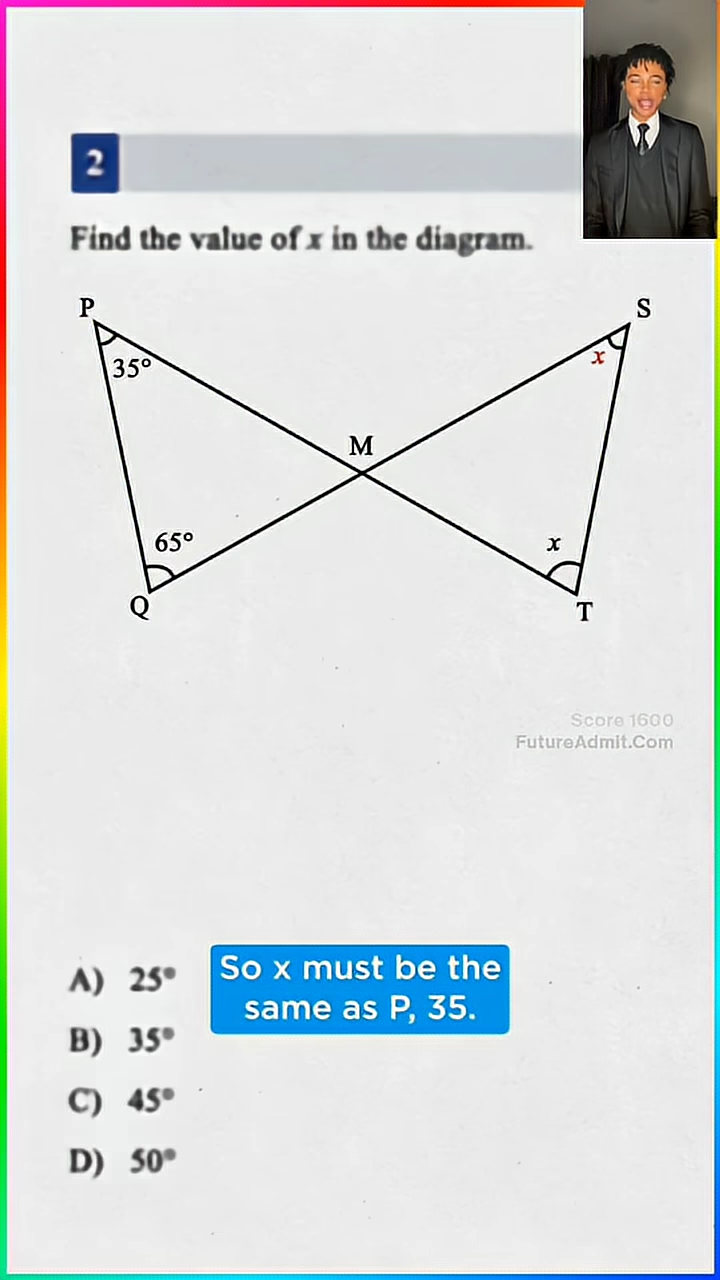 2
Find the value of x in the diagram.
P
S
35°
x
M
65°
x
Q
T
Score 1600
FutureAdmit.Com
A) 25°
So x must be the
same as P, 35.
B) 35°
C) 45°
D) 50°